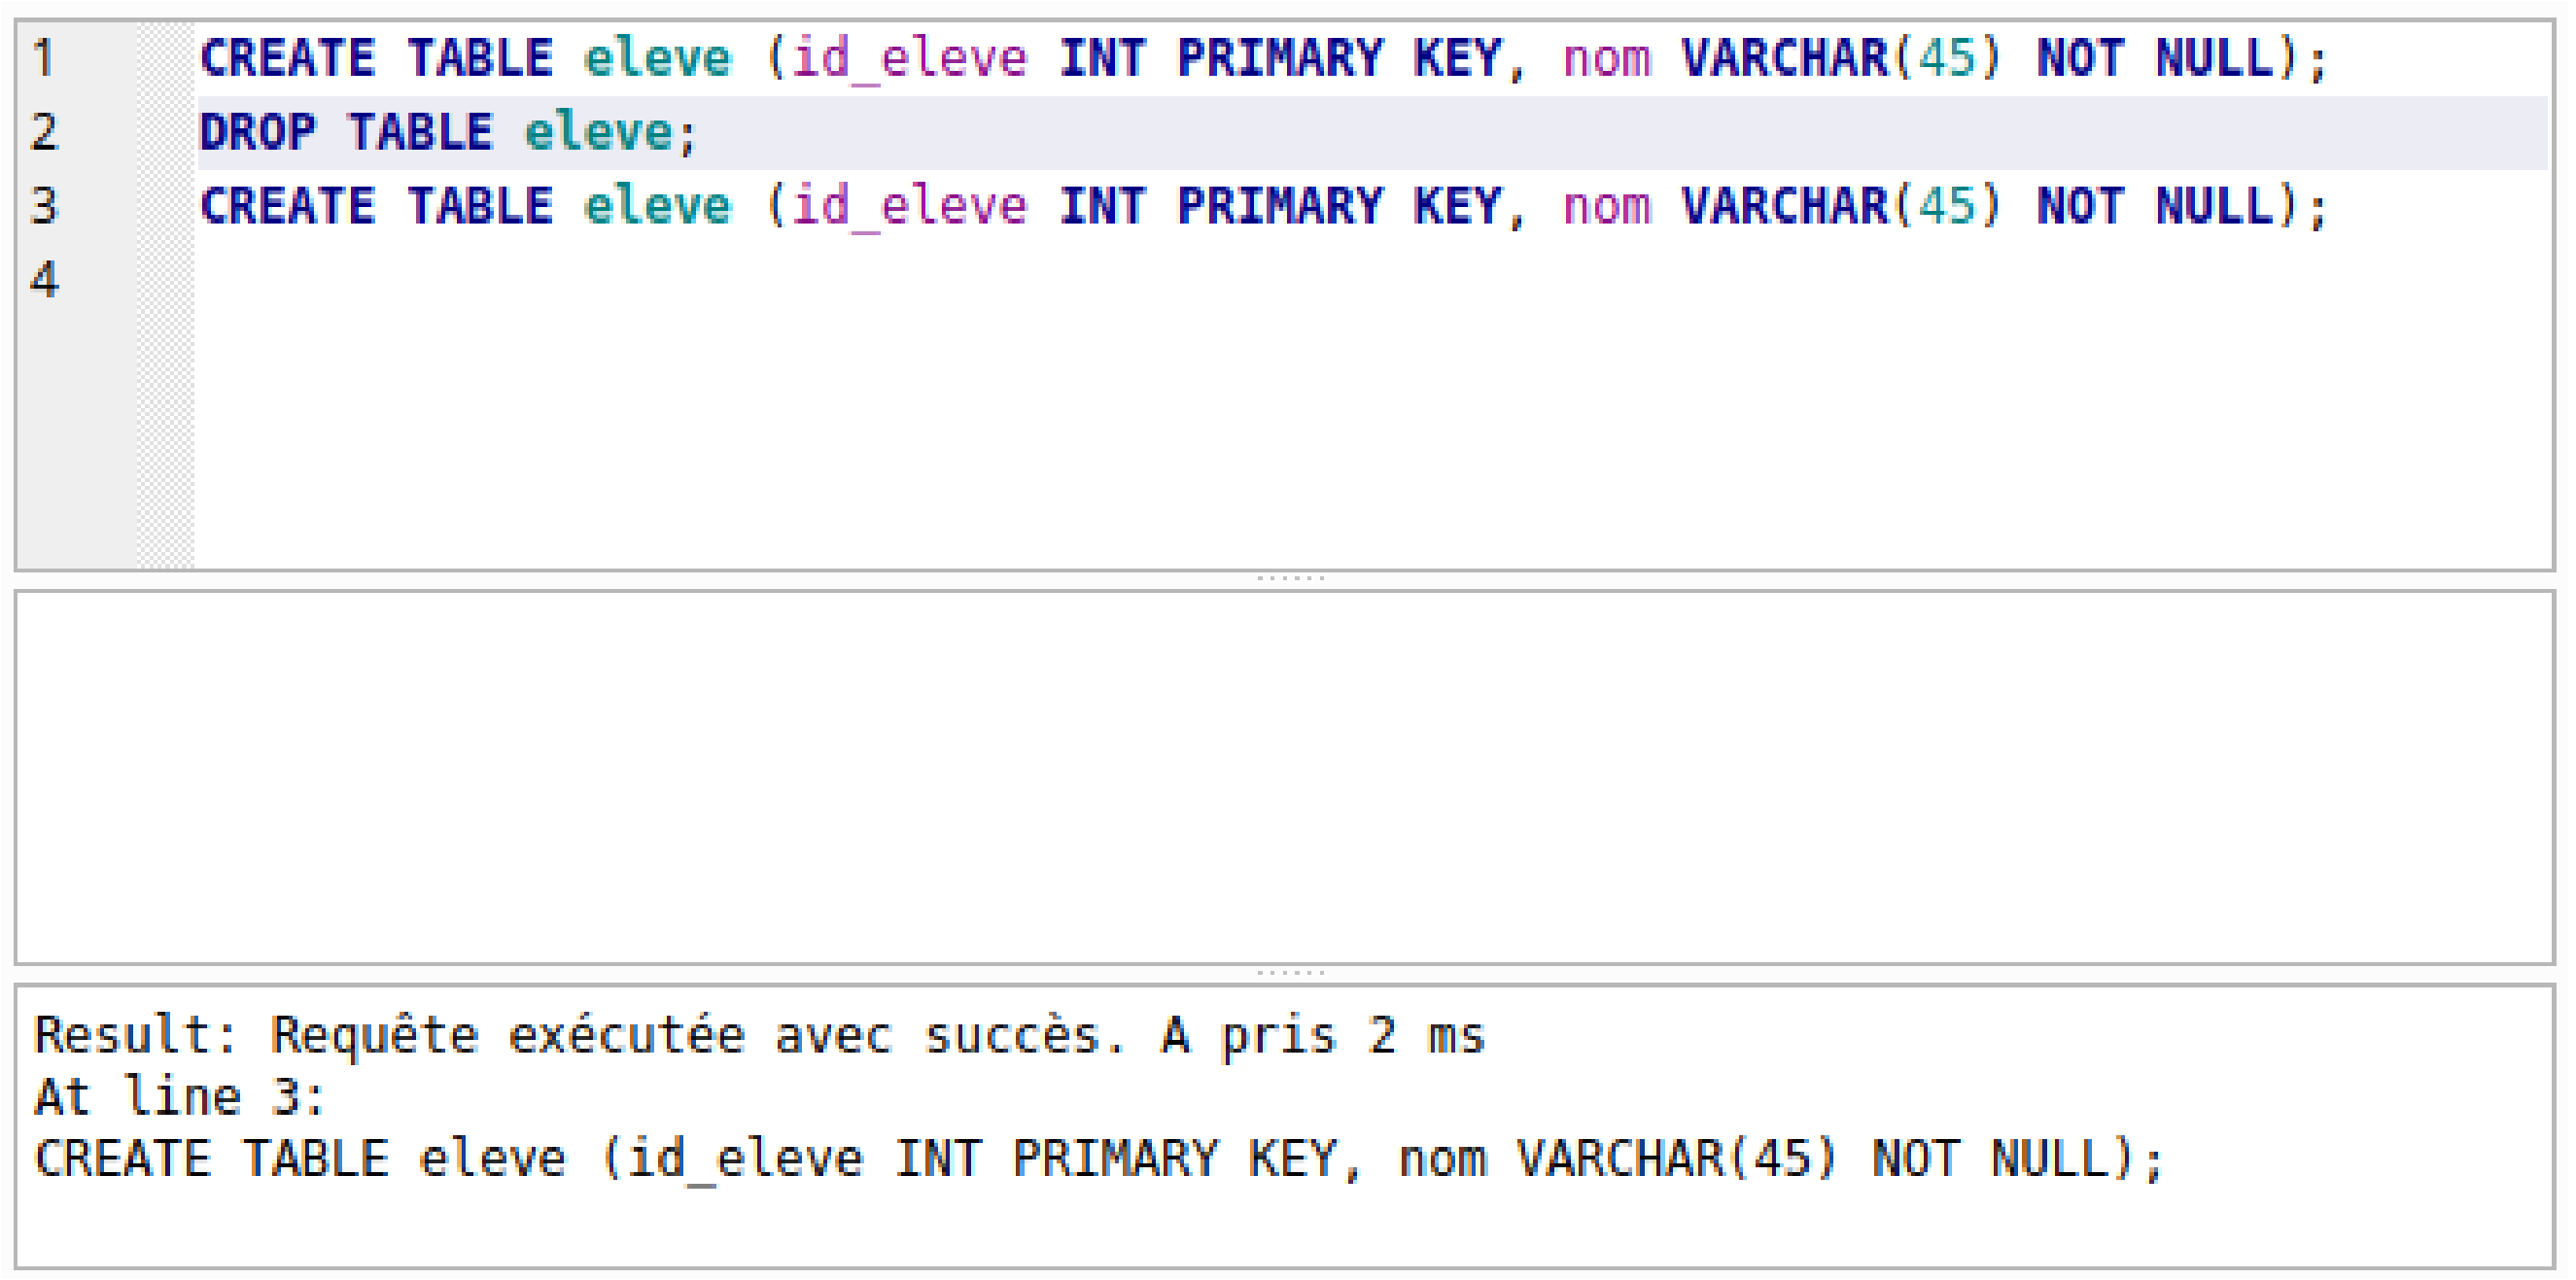 1 CREATE TABLE eleve (id_eleve INT PRIMARY KEY, nom VARCHAR(45) NOT NULL);
2 DROP TABLE eleve;
3 CREATE TABLE eleve (id_eleve INT PRIMARY KEY, nom VARCHAR(45) NOT NULL);
4
Result: Requête exécutée avec succès. A pris 2 ms
At line 3:
CREATE TABLE eleve (id_eleve INT PRIMARY KEY, nom VARCHAR(45) NOT NULL);